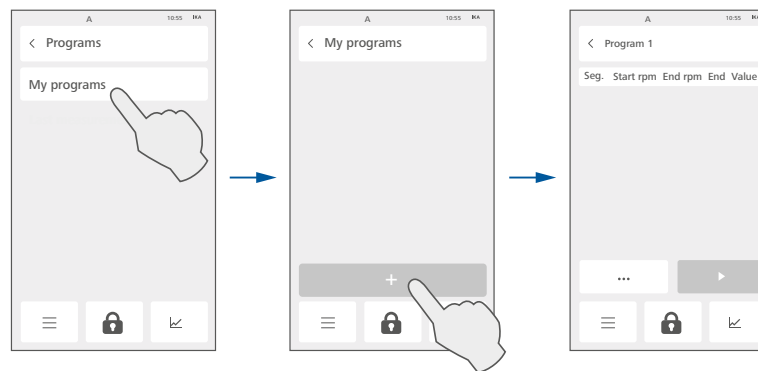 A 10:55 IKA
< Programs
My programs
A 10:55 IKA
< My programs
+
A 10:55 IKA
< Program 1
Seg. Start rpm End rpm End Value
...